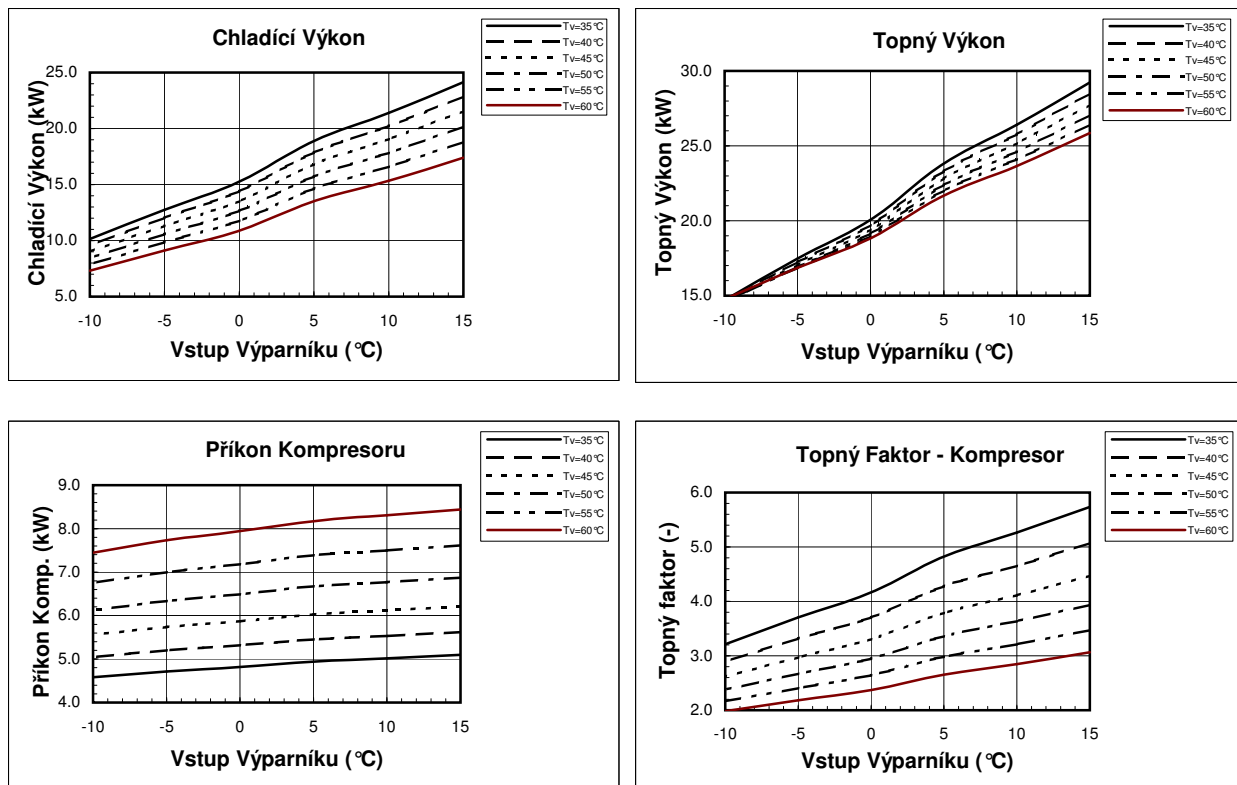 Chladící Výkon
Tv=35°C
Tv=40°C
Tv=45°C
Tv=50°C
Tv=55°C
Tv=60°C
Chladící Výkon (kW)
25.0
20.0
15.0
10.0
5.0
-10 -5 0 5 10 15
Vstup Výparníku (°C)
Topný Výkon
Tv=35°C
Tv=40°C
Tv=45°C
Tv=50°C
Tv=55°C
Tv=60°C
Topný Výkon (kW)
30.0
25.0
20.0
15.0
-10 -5 0 5 10 15
Vstup Výparníku (°C)
Příkon Kompresoru
Tv=35°C
Tv=40°C
Tv=45°C
Tv=50°C
Tv=55°C
Tv=60°C
Příkon Komp. (kW)
9.0
8.0
7.0
6.0
5.0
4.0
-10 -5 0 5 10 15
Vstup Výparníku (°C)
Topný Faktor - Kompresor
Tv=35°C
Tv=40°C
Tv=45°C
Tv=50°C
Tv=55°C
Tv=60°C
Topný faktor (-)
6.0
5.0
4.0
3.0
2.0
-10 -5 0 5 10 15
Vstup Výparníku (°C)